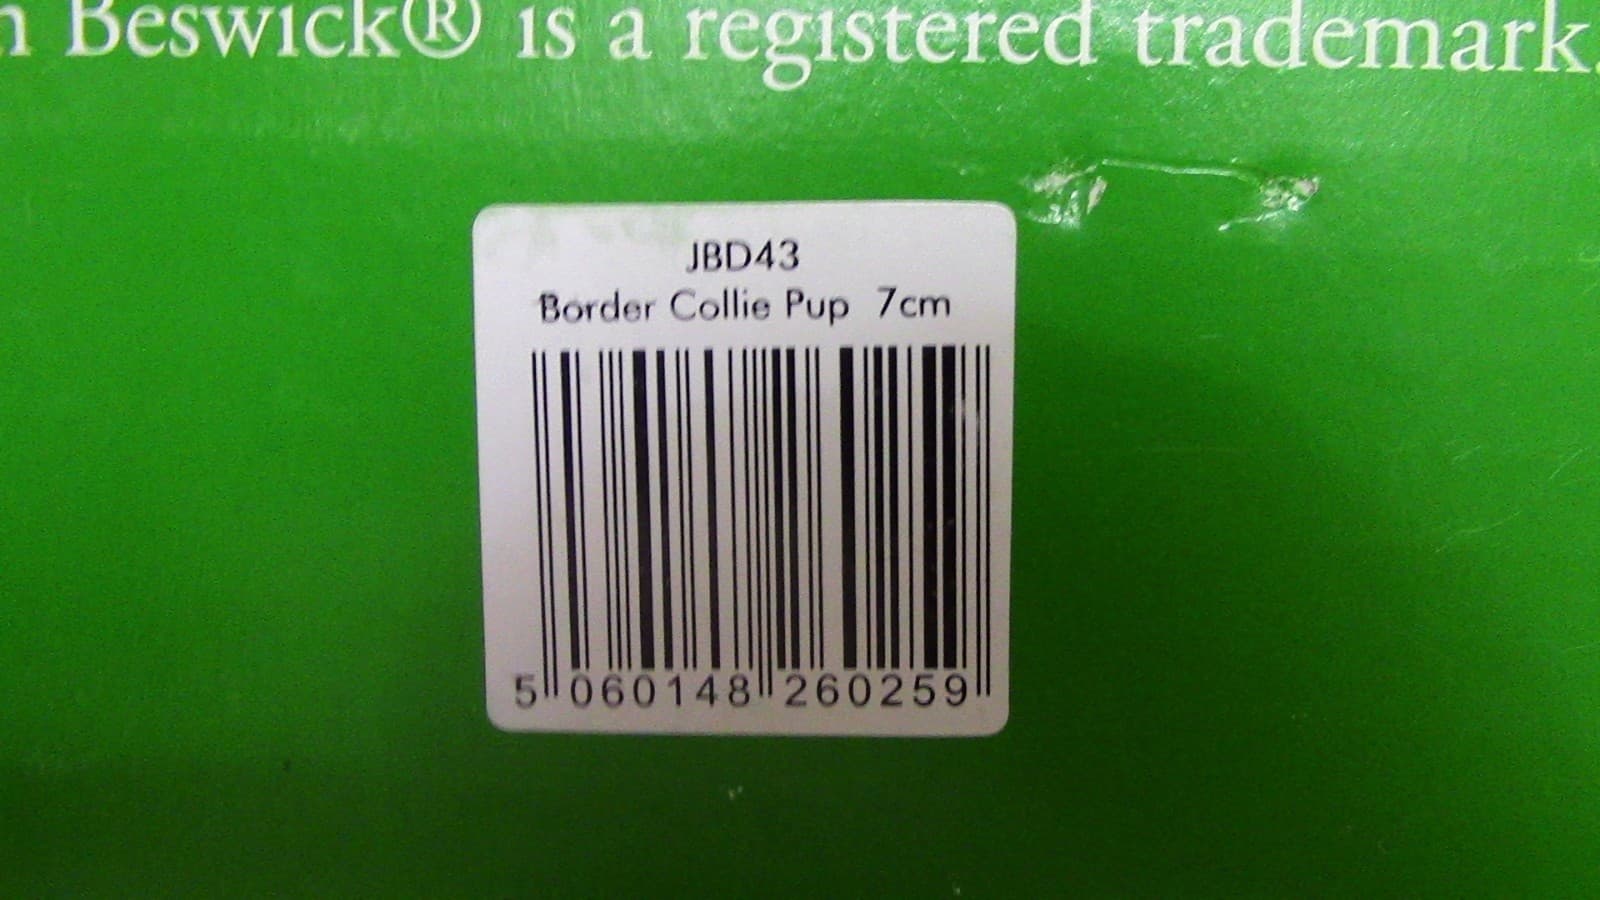 Beswick® is a registered trademark.
JBD43
Border Collie Pup 7cm
5 060148 260259